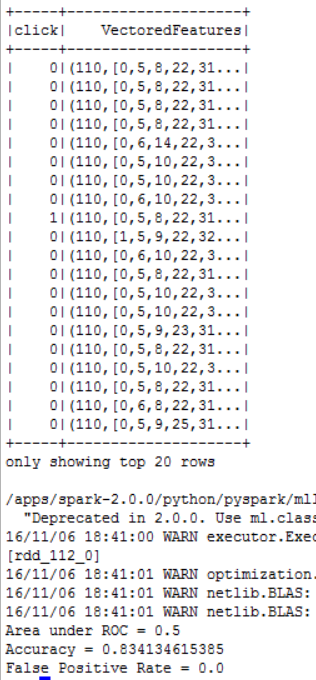 +-----+--------------------+
|click|    VectoredFeatures|
+-----+--------------------+
|    0|(110,[0,5,8,22,31...|
|    0|(110,[0,5,8,22,31...|
|    0|(110,[0,5,8,22,31...|
|    0|(110,[0,5,8,22,31...|
|    0|(110,[0,6,14,22,3...|
|    0|(110,[0,5,10,22,3...|
|    0|(110,[0,5,10,22,3...|
|    0|(110,[0,6,10,22,3...|
|    1|(110,[0,5,8,22,31...|
|    0|(110,[1,5,9,22,32...|
|    0|(110,[0,6,10,22,3...|
|    0|(110,[0,5,8,22,31...|
|    0|(110,[0,5,10,22,3...|
|    0|(110,[0,5,9,23,31...|
|    0|(110,[0,5,8,22,31...|
|    0|(110,[0,5,10,22,3...|
|    0|(110,[0,5,8,22,31...|
|    0|(110,[0,6,8,22,31...|
|    0|(110,[0,5,9,25,31...|
+-----+--------------------+
only showing top 20 rows
/apps/spark-2.0.0/python/pyspark/mll
"Deprecated in 2.0.0. Use ml.class
16/11/06 18:41:00 WARN executor.Exec
[rdd_112_0]
16/11/06 18:41:01 WARN optimization.
16/11/06 18:41:01 WARN netlib.BLAS:
16/11/06 18:41:01 WARN netlib.BLAS:
Area under ROC = 0.5
Accuracy = 0.834134615385
False Positive Rate = 0.0